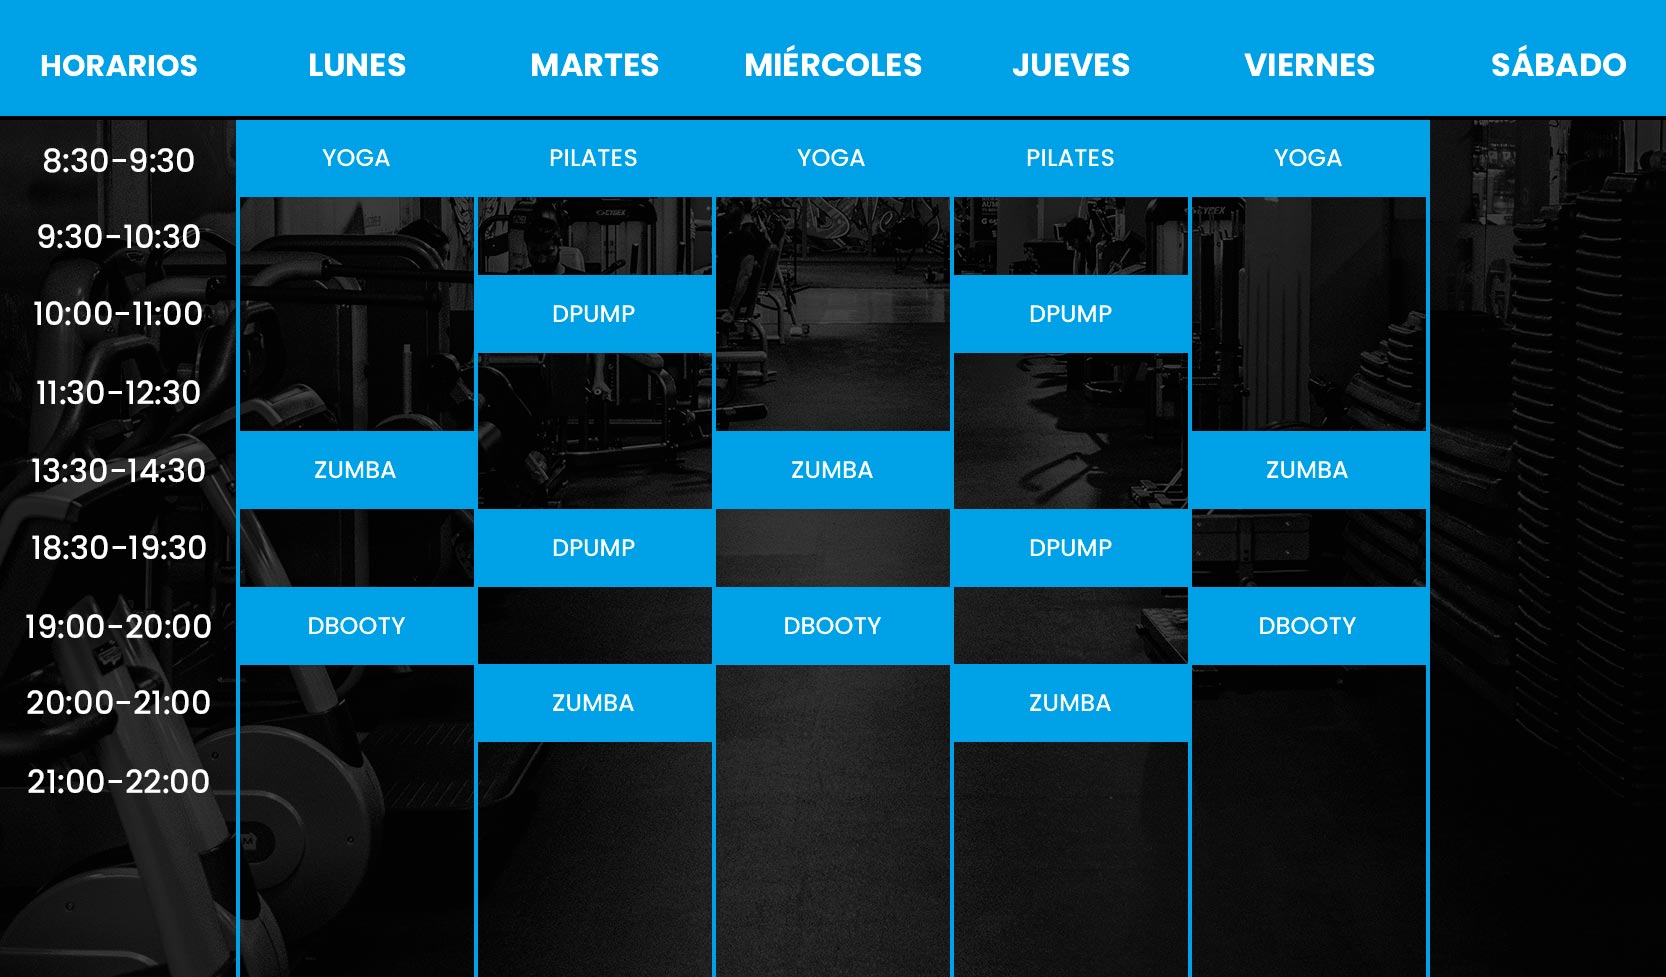 HORARIOS LUNES MARTES MIÉRCOLES JUEVES VIERNES SÁBADO
8:30-9:30 YOGA PILATES YOGA PILATES YOGA
9:30-10:30
10:00-11:00 DPUMP DPUMP
11:30-12:30
13:30-14:30 ZUMBA ZUMBA ZUMBA
18:30-19:30 DPUMP DPUMP
19:00-20:00 DBOOTY DBOOTY DBOOTY
20:00-21:00 ZUMBA ZUMBA
21:00-22:00